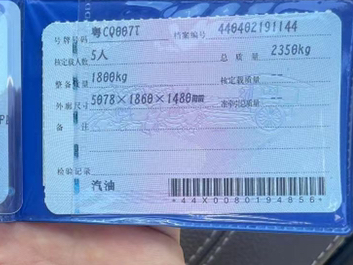 号牌号码 粤CQ007T 档案编号 440402191144
核定载人数 5人 总质量 2350kg
整备质量 1800kg 核定载质量 --
外廓尺寸 5078×1860×1480mm 准牵引总质量 --
备注
检验记录 汽油
*44X0080194856*